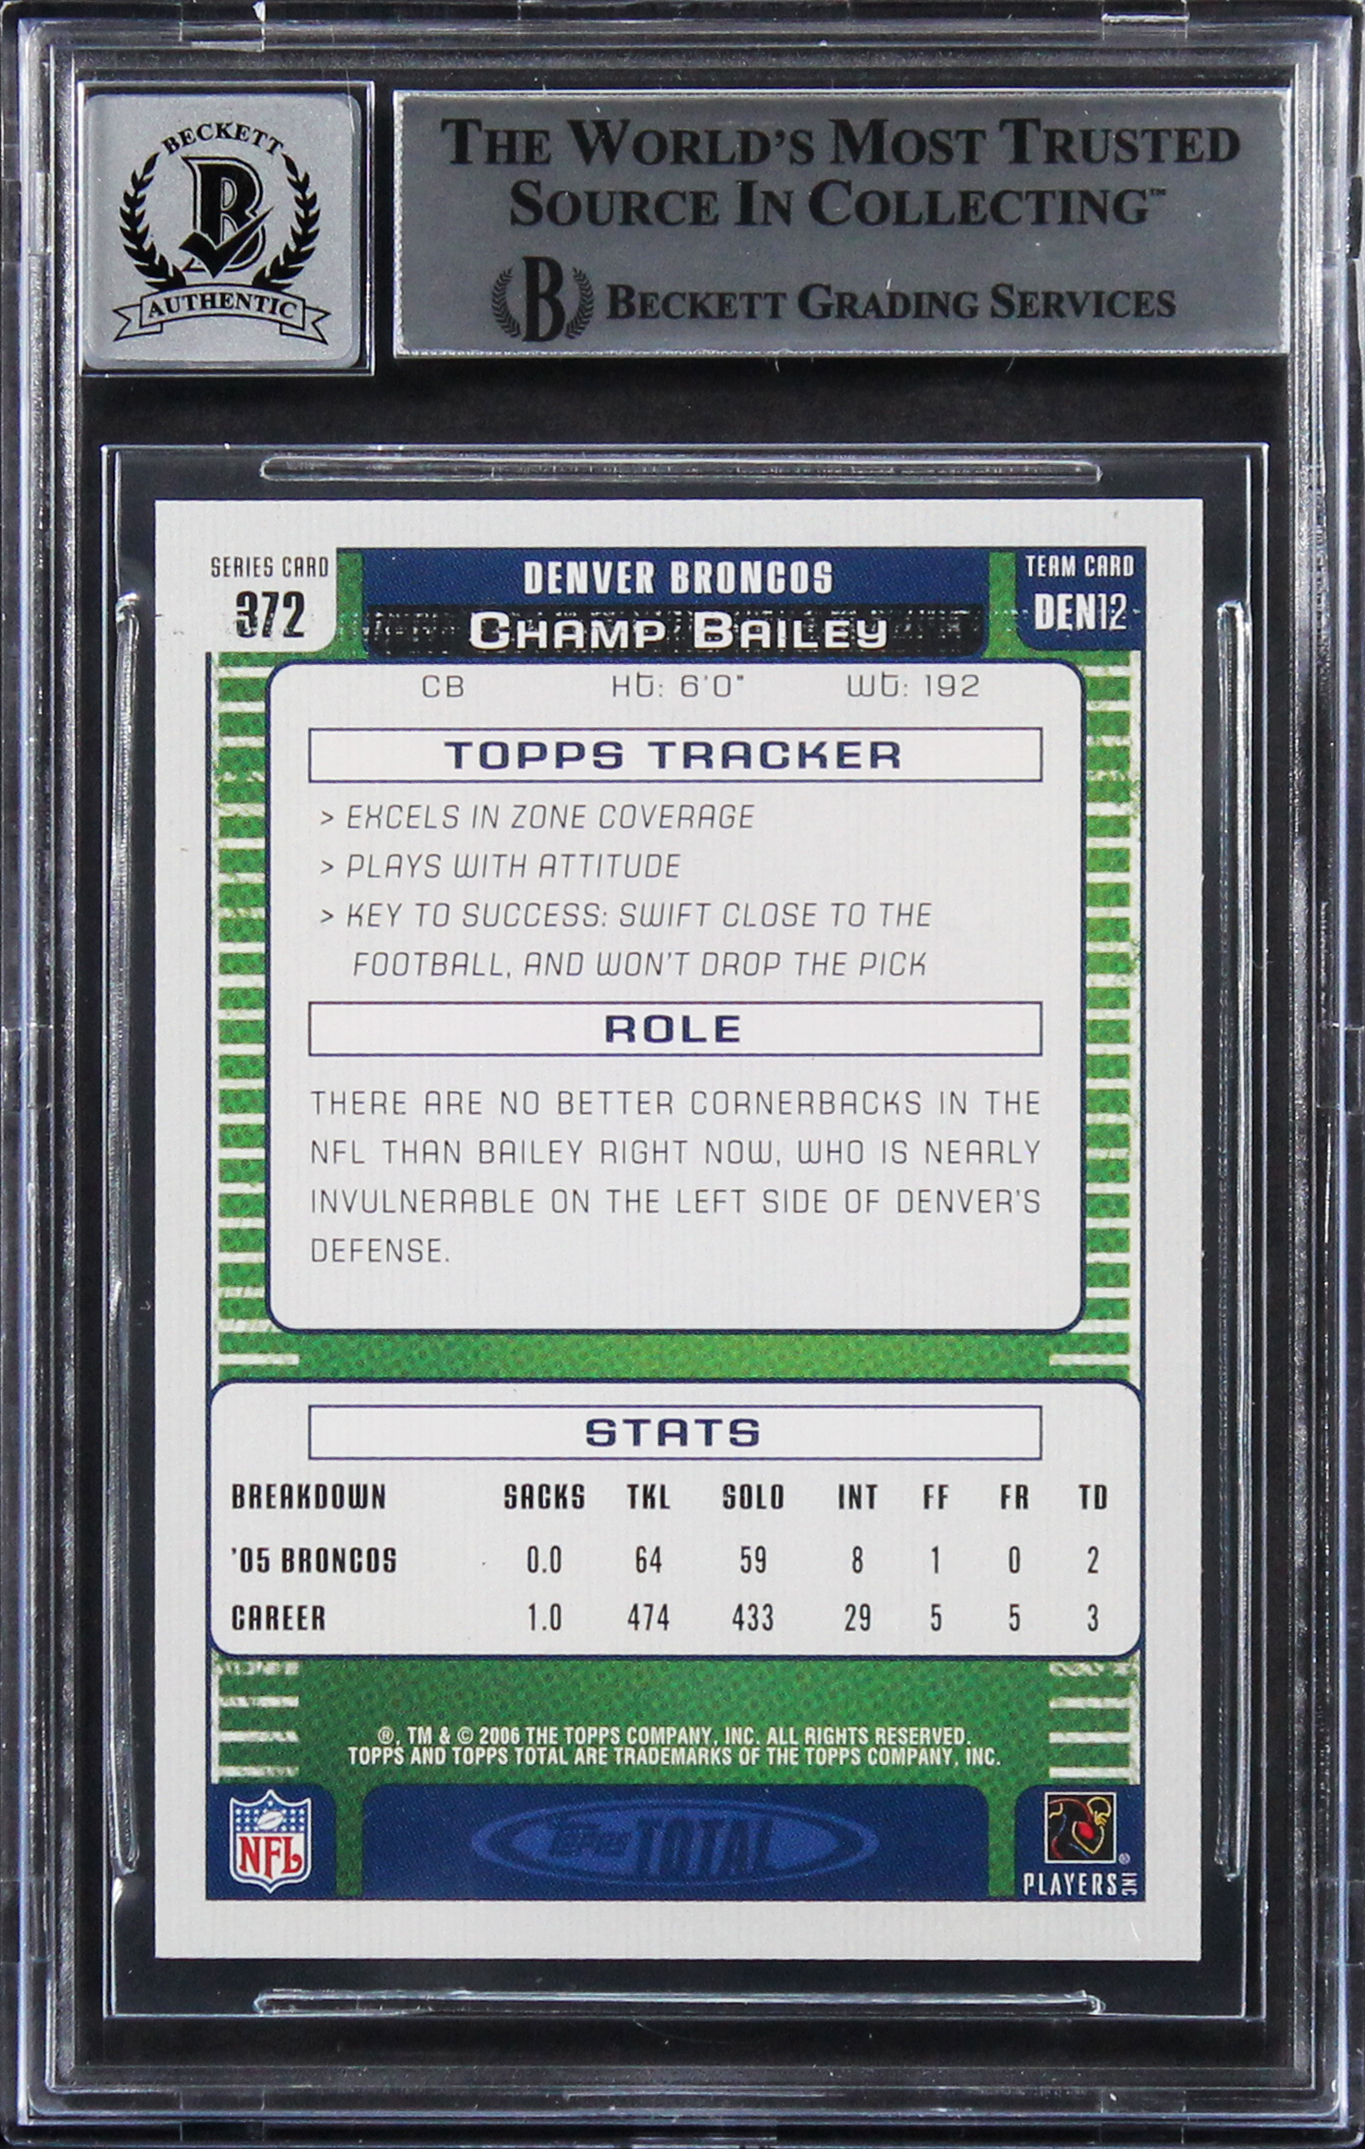 BECKETT
B
AUTHENTIC
THE WORLD'S MOST TRUSTED
SOURCE IN COLLECTING™
B BECKETT GRADING SERVICES
SERIES CARD
372
DENVER BRONCOS
CHAMP BAILEY
TEAM CARD
DEN12
CB Ht: 6'0" Wt: 192
TOPPS TRACKER
> EXCELS IN ZONE COVERAGE
> PLAYS WITH ATTITUDE
> KEY TO SUCCESS: SWIFT CLOSE TO THE
FOOTBALL, AND WON'T DROP THE PICK
ROLE
THERE ARE NO BETTER CORNERBACKS IN THE
NFL THAN BAILEY RIGHT NOW, WHO IS NEARLY
INVULNERABLE ON THE LEFT SIDE OF DENVER'S
DEFENSE.
STATS
BREAKDOWN SACKS TKL SOLO INT FF FR TD
'05 BRONCOS 0.0 64 59 8 1 0 2
CAREER 1.0 474 433 29 5 5 3
®, TM & © 2006 THE TOPPS COMPANY, INC. ALL RIGHTS RESERVED.
TOPPS AND TOPPS TOTAL ARE TRADEMARKS OF THE TOPPS COMPANY, INC.
NFL
Topps TOTAL
PLAYERS INC ®